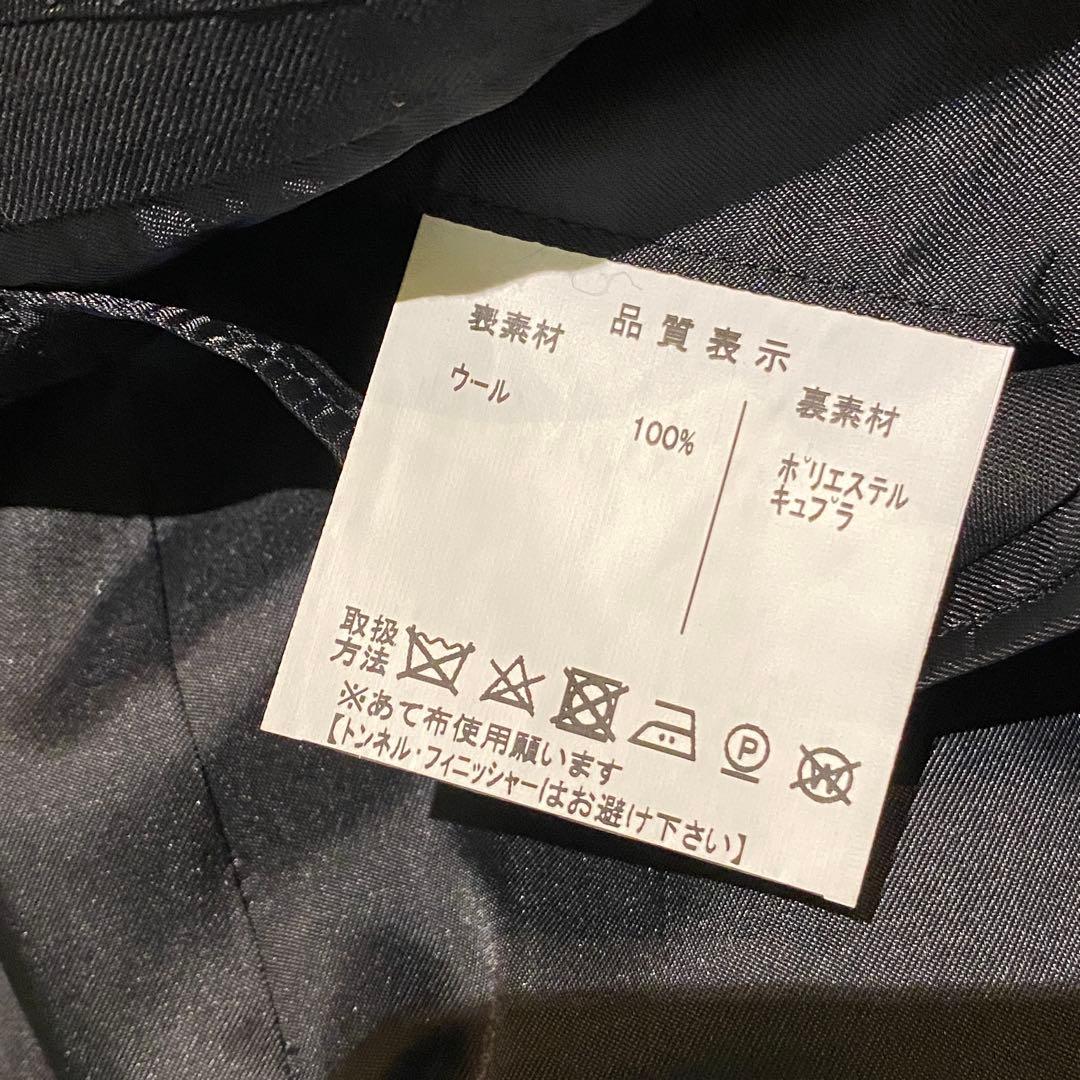 品質表示
表素材
ウール 100%
裏素材
ポリエステル
キュプラ
取扱
方法
P
W
※あて布使用願います
【トンネル・フィニッシャーはお避け下さい】